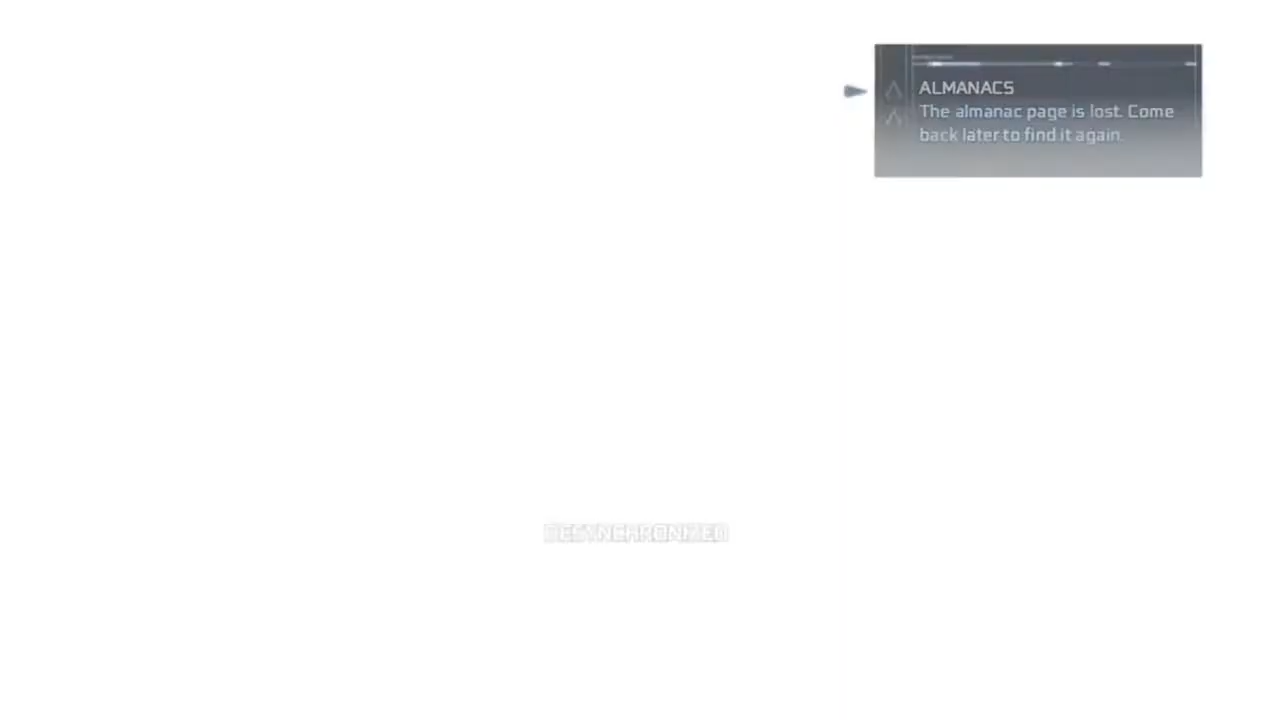 ALMANACS
The almanac page is lost. Come
back later to find it again.
DESYNCHRONIZED